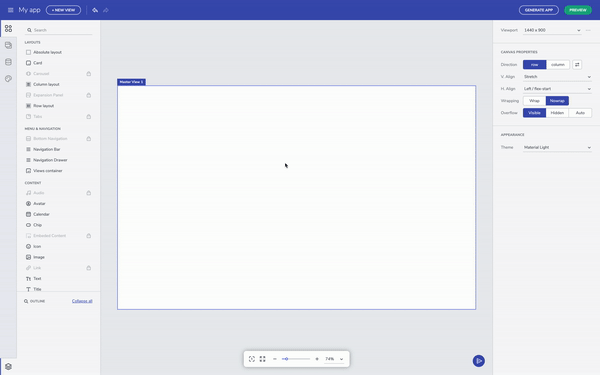 My app
+ NEW VIEW
GENERATE APP
PREVIEW
Search
LAYOUTS
Absolute layout
Card
Carousel
Column layout
Expansion Panel
Row layout
Tabs
MENU & NAVIGATION
Bottom Navigation
Navigation Bar
Navigation Drawer
Views container
CONTENT
Audio
Avatar
Calendar
Chip
Embedded Content
Icon
Image
Link
Tt Text
Title
OUTLINE
Collapse all
Master View 1
74%
Viewport
1440 x 900
CANVAS PROPERTIES
Direction
row
column
V. Align
Stretch
H. Align
Left / flex-start
Wrapping
Wrap
Nowrap
Overflow
Visible
Hidden
Auto
APPEARANCE
Theme
Material Light